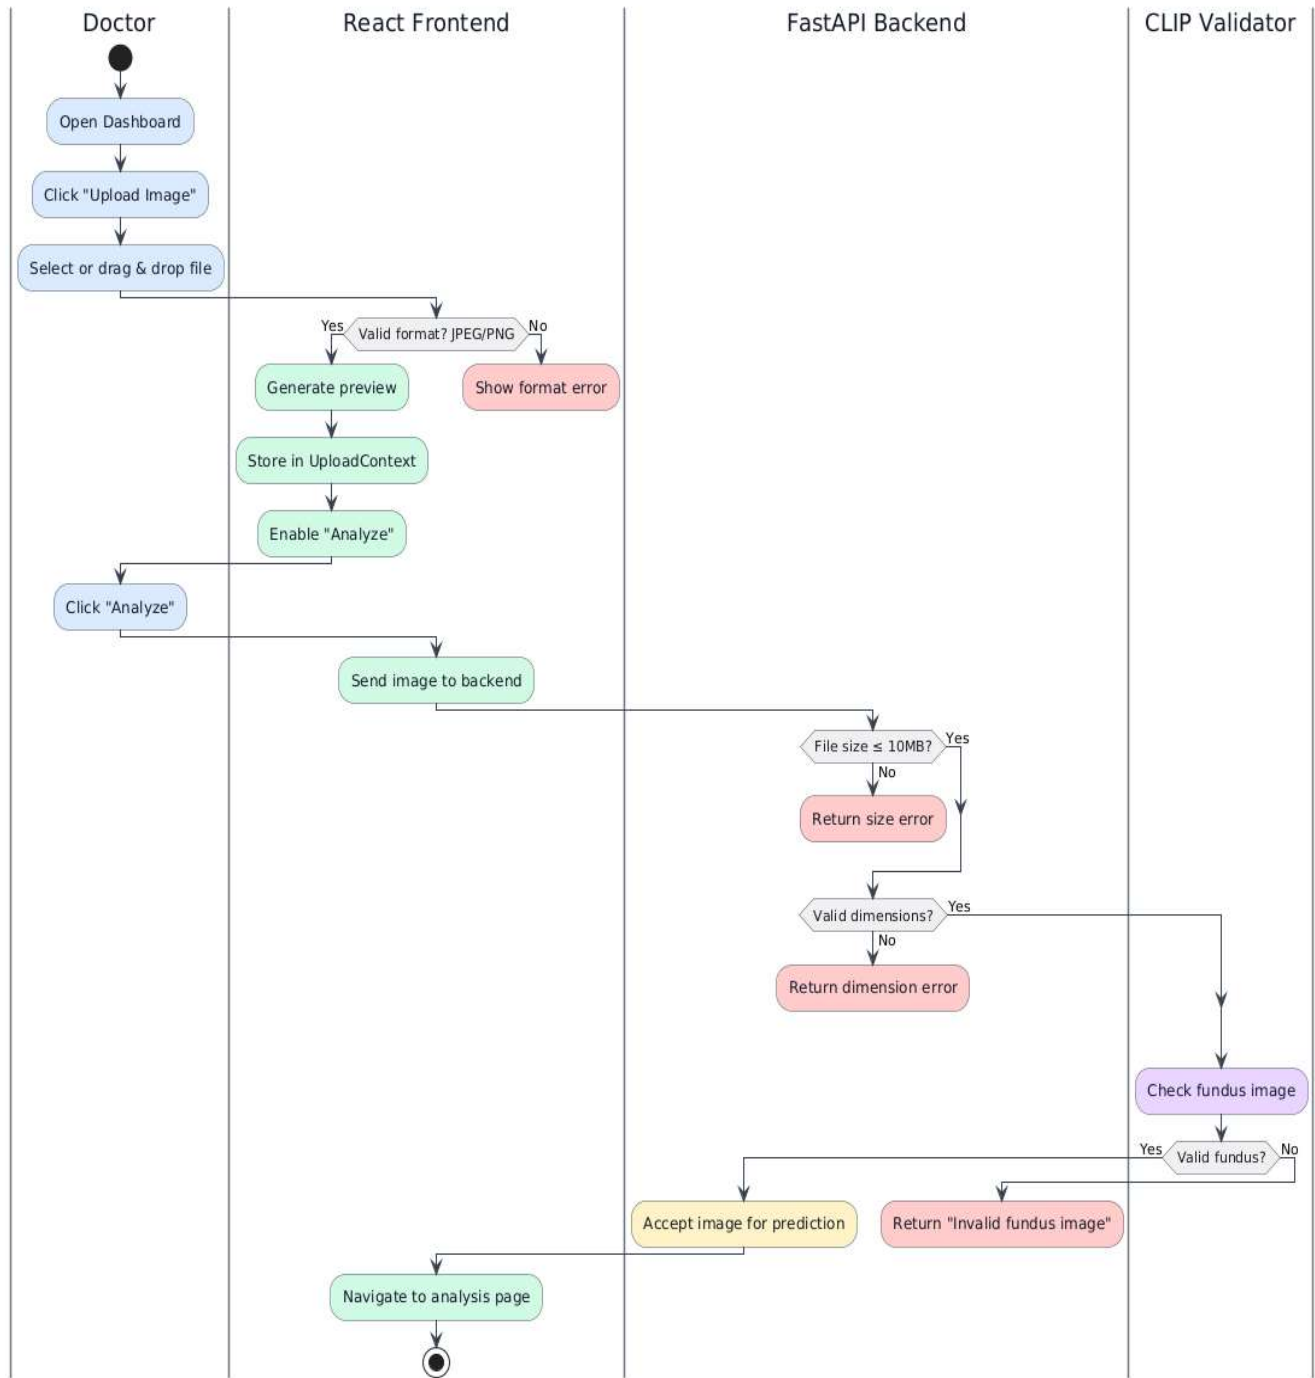 Doctor
React Frontend
FastAPI Backend
CLIP Validator
Open Dashboard
Click "Upload Image"
Select or drag & drop file
Yes
Valid format? JPEG/PNG
No
Generate preview
Show format error
Store in UploadContext
Enable "Analyze"
Click "Analyze"
Send image to backend
File size ≤ 10MB?
Yes
No
Return size error
Valid dimensions?
Yes
No
Return dimension error
Check fundus image
Yes
Valid fundus?
No
Accept image for prediction
Return "Invalid fundus image"
Navigate to analysis page